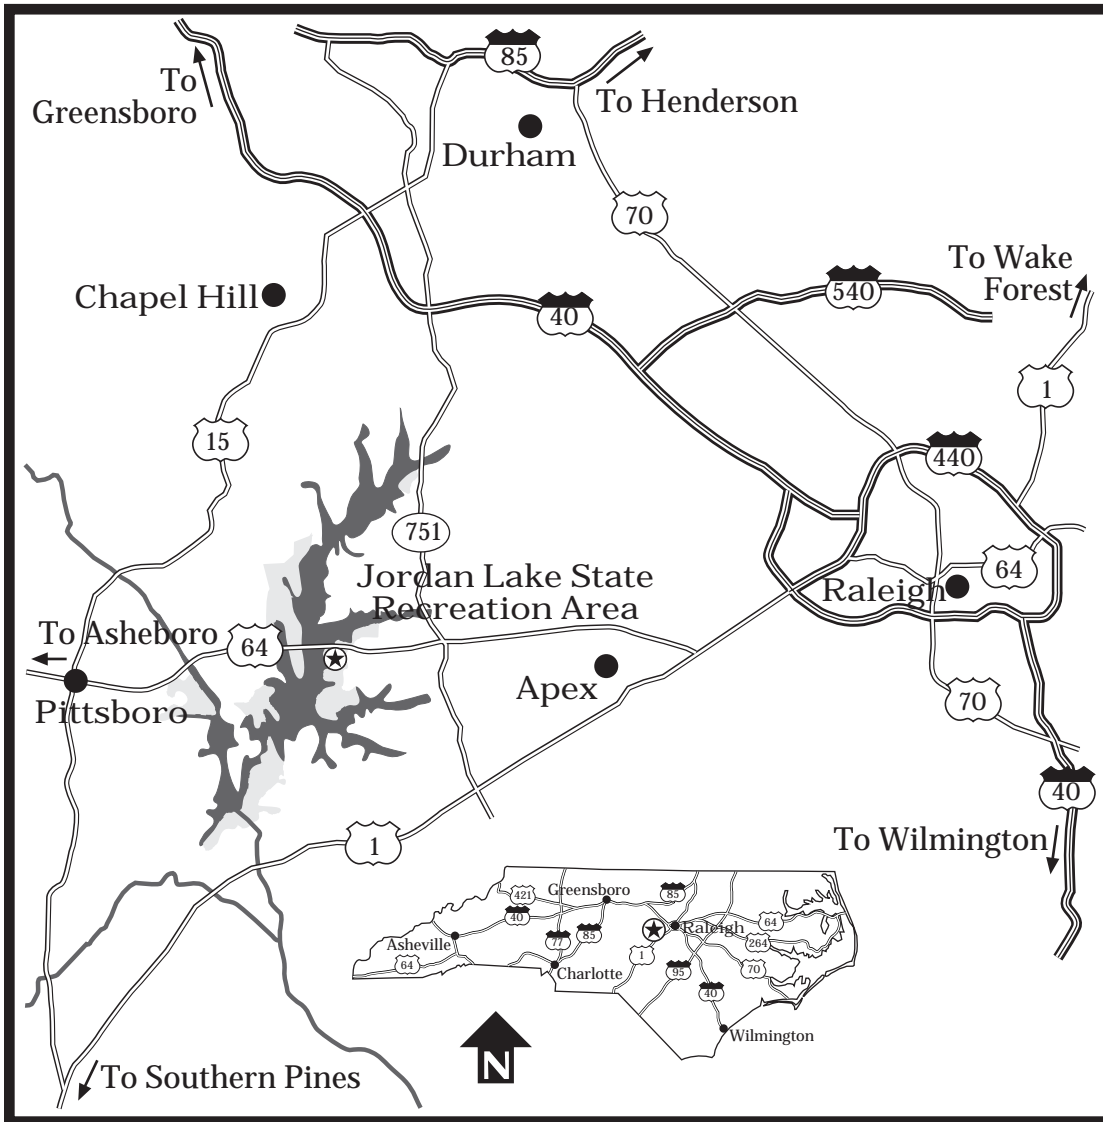 85
To
Greensboro
To Henderson
Durham
70
To Wake
Forest
540
Chapel Hill
40
1
15
440
751
64
Jordan Lake State
Recreation Area
Raleigh
To Asheboro
64
Apex
Pittsboro
70
40
1
To Wilmington
Greensboro
85
421
40
64
Raleigh
85
77
264
Asheville
1
64
95
70
Charlotte
40
Wilmington
N
To Southern Pines